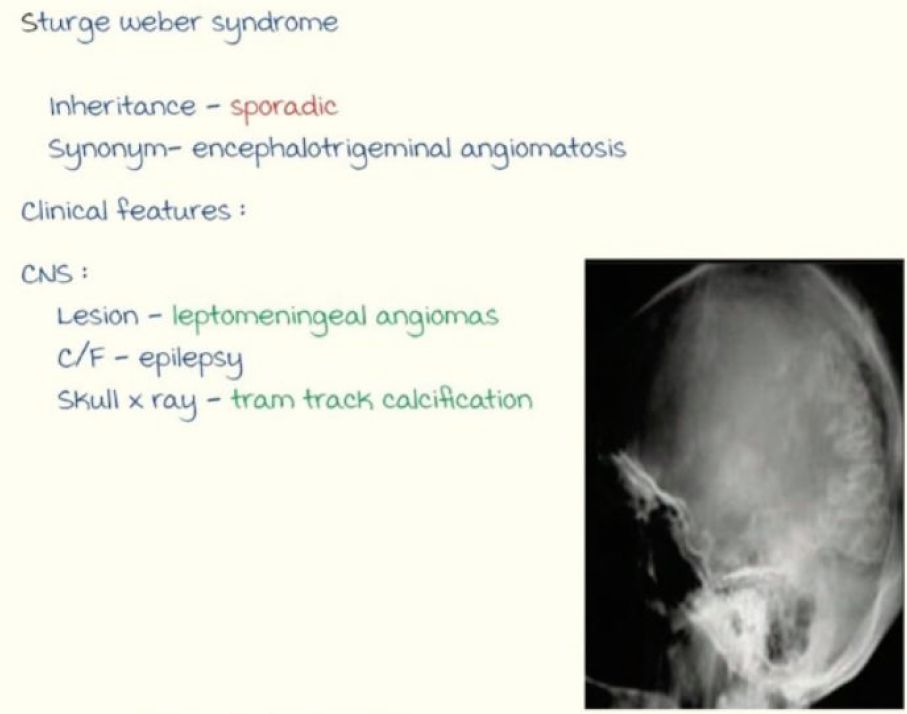 Sturge weber syndrome
Inheritance - sporadic
Synonym- encephalotrigeminal angiomatosis
Clinical features :
CNS :
Lesion - leptomeningeal angiomas
C/F - epilepsy
Skull x ray - tram track calcification